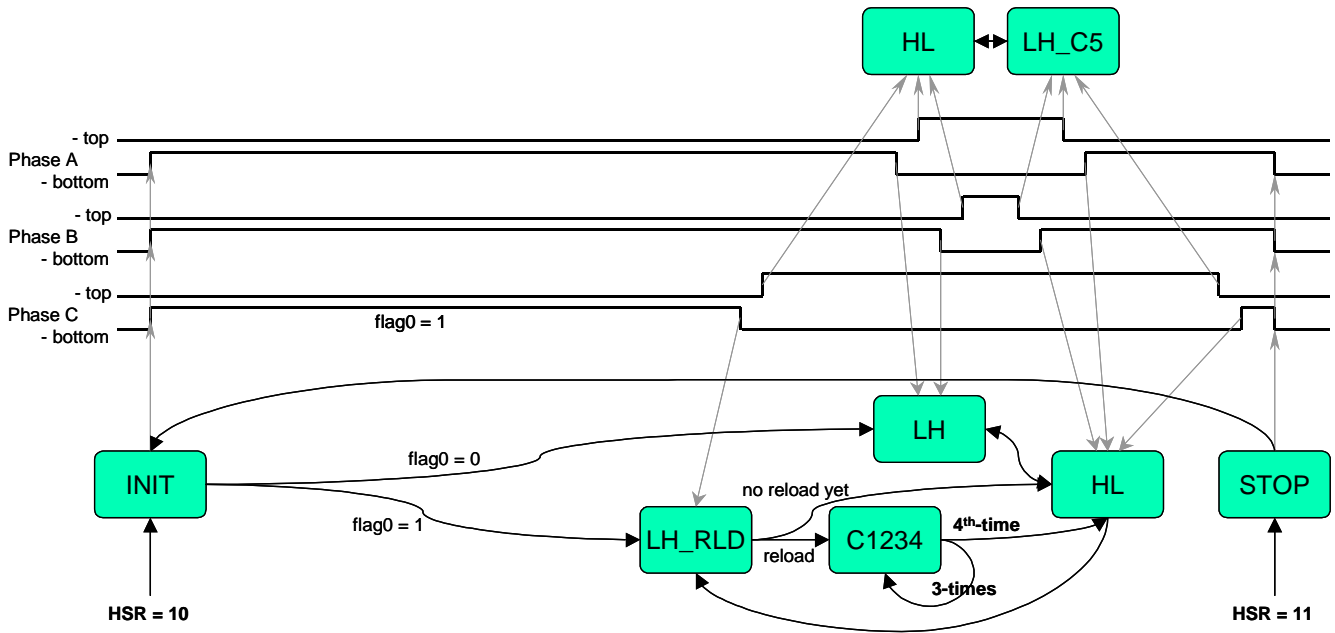 HL
LH_C5
- top
Phase A
- bottom
- top
Phase B
- bottom
- top
Phase C
- bottom
flag0 = 1
LH
INIT
flag0 = 0
flag0 = 1
no reload yet
HL
STOP
LH_RLD
reload
C1234
4th-time
3-times
HSR = 10
HSR = 11